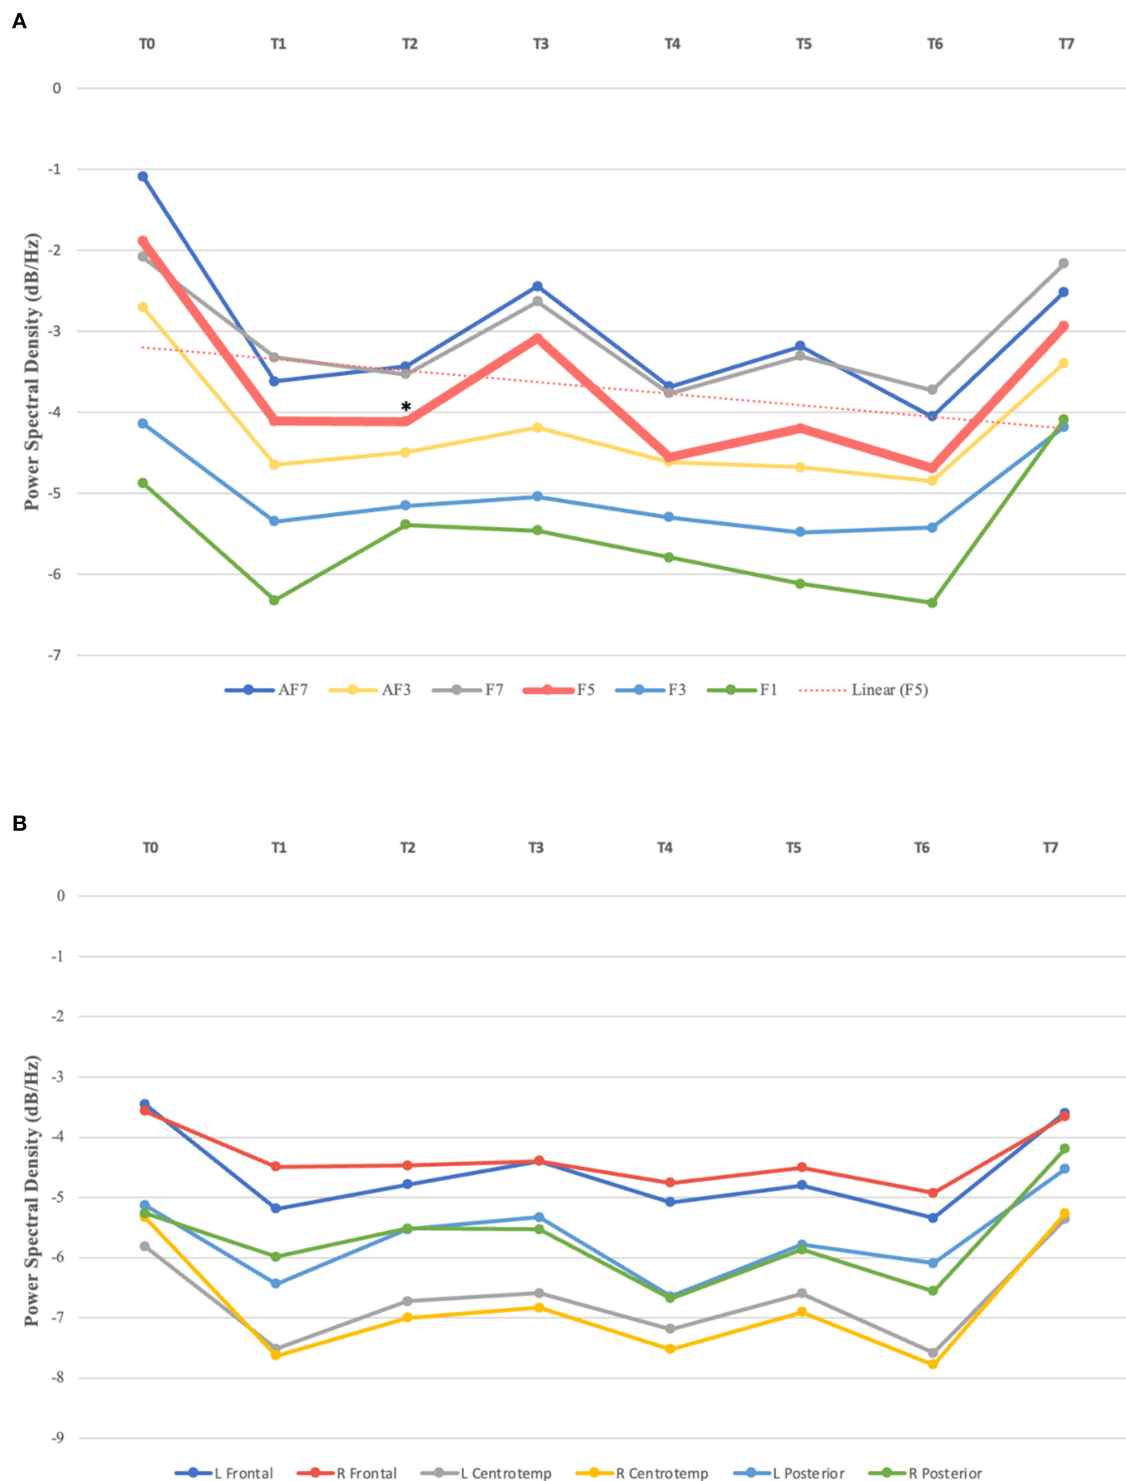 A
T0 T1 T2 T3 T4 T5 T6 T7
0
-1
-2
-3
-4
-5
-6
-7
Power Spectral Density (dB/Hz)
*
AF7 AF3 F7 F5 F3 F1 Linear (F5)
B
T0 T1 T2 T3 T4 T5 T6 T7
0
-1
-2
-3
-4
-5
-6
-7
-8
-9
Power Spectral Density (dB/Hz)
L Frontal R Frontal L Centrotemp R Centrotemp L Posterior R Posterior